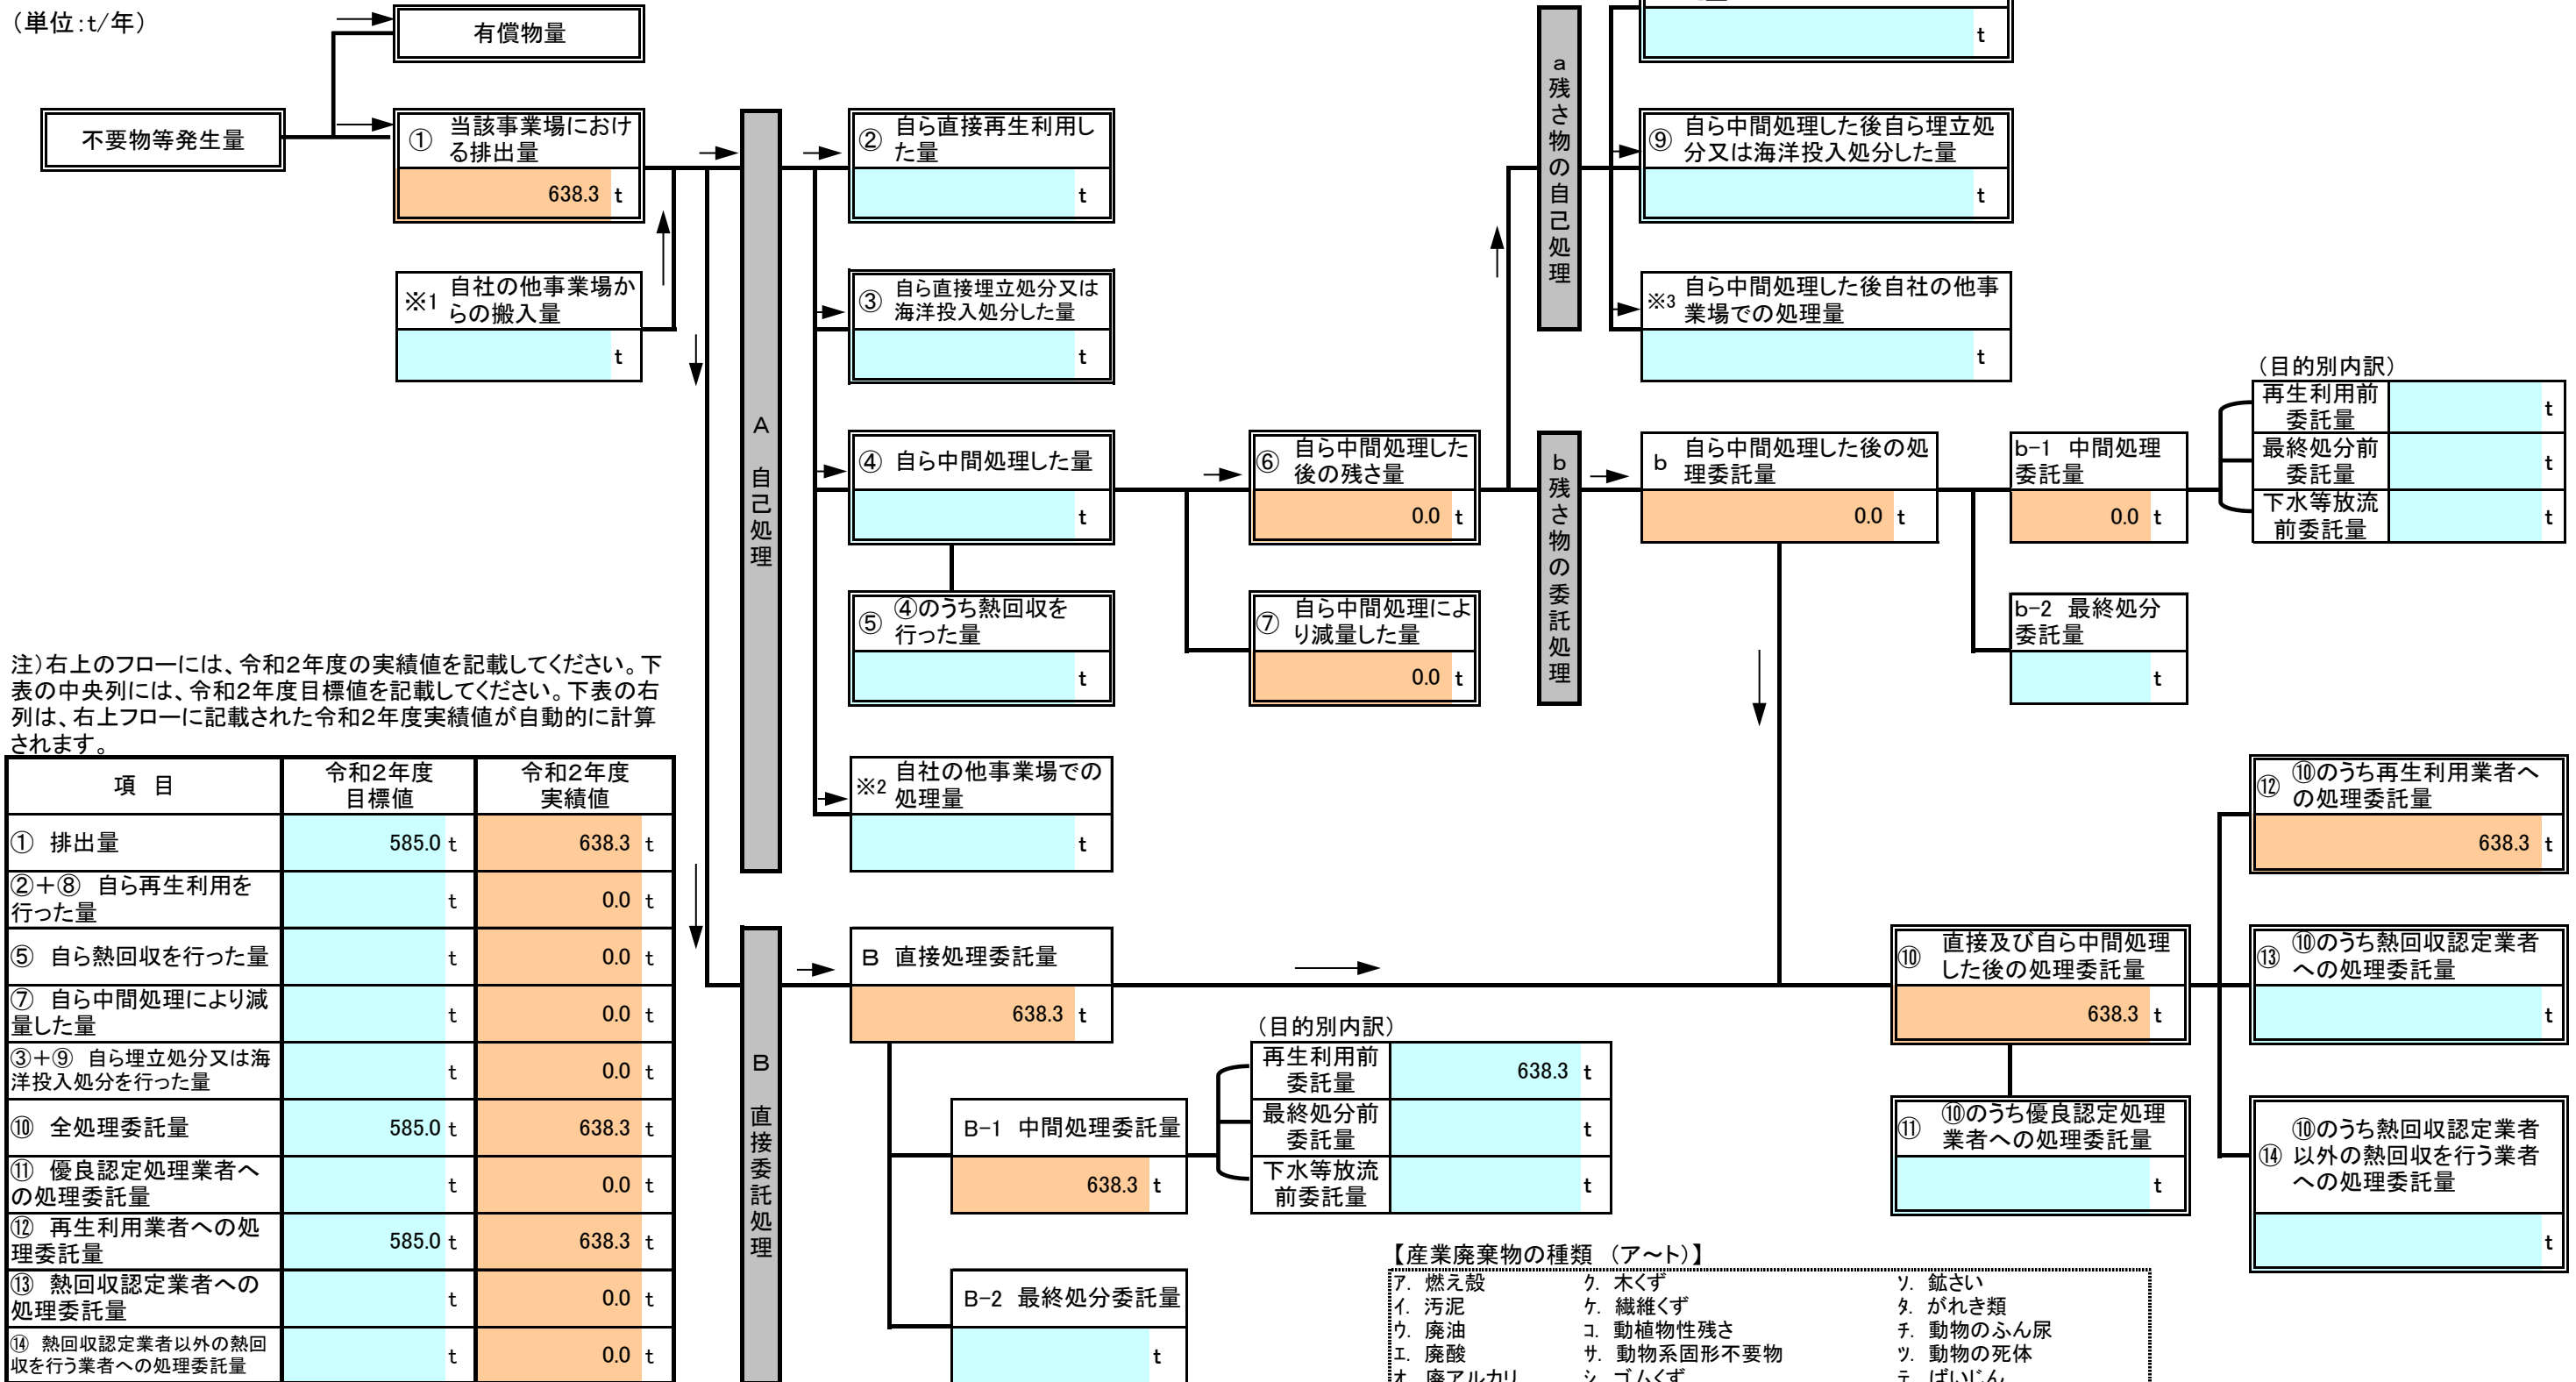 （単位：t/年）
有償物量
不要物等発生量
① 当該事業場におけ
る排出量
638.3 t
※1 自社の他事業場か
らの搬入量
t
A 自己処理
② 自ら直接再生利用し
た量
t
③ 自ら直接埋立処分又は
海洋投入処分した量
t
④ 自ら中間処理した量
t
⑤ ④のうち熱回収を
行った量
t
※2 自社の他事業場での
処理量
t
⑥ 自ら中間処理した
後の残さ量
0.0 t
⑦ 自ら中間処理によ
り減量した量
0.0 t
a残さ物の自己処理
t
⑨ 自ら中間処理した後自ら埋立処
分又は海洋投入処分した量
t
※3 自ら中間処理した後自社の他事
業場での処理量
t
b残さ物の委託処理
b 自ら中間処理した後の処
理委託量
0.0 t
b-1 中間処理
委託量
0.0 t
（目的別内訳）
再生利用前
委託量 t
最終処分前
委託量 t
下水等放流
前委託量 t
b-2 最終処分
委託量
t
注）右上のフローには、令和2年度の実績値を記載してください。下
表の中央列には、令和2年度目標値を記載してください。下表の右
列は、右上フローに記載された令和2年度実績値が自動的に計算
されます。
項 目 令和2年度 令和2年度
目標値 実績値
① 排出量 585.0 t 638.3 t
②＋⑧ 自ら再生利用を
行った量 t 0.0 t
⑤ 自ら熱回収を行った量 t 0.0 t
⑦ 自ら中間処理により減
量した量 t 0.0 t
③＋⑨ 自ら埋立処分又は海
洋投入処分を行った量 t 0.0 t
⑩ 全処理委託量 585.0 t 638.3 t
⑪ 優良認定処理業者へ
の処理委託量 t 0.0 t
⑫ 再生利用業者への処
理委託量 585.0 t 638.3 t
⑬ 熱回収認定業者への
処理委託量 t 0.0 t
⑭ 熱回収認定業者以外の熱回
収を行う業者への処理委託量 t 0.0 t
B 直接委託処理
B 直接処理委託量
638.3 t
B-1 中間処理委託量
638.3 t
（目的別内訳）
再生利用前
委託量 638.3 t
最終処分前
委託量 t
下水等放流
前委託量 t
B-2 最終処分委託量
t
⑩ 直接及び自ら中間処理
した後の処理委託量
638.3 t
⑪ ⑩のうち優良認定処理
業者への処理委託量
t
⑫ ⑩のうち再生利用業者へ
の処理委託量
638.3 t
⑬ ⑩のうち熱回収認定業者
への処理委託量
t
⑭ ⑩のうち熱回収認定業者
以外の熱回収を行う業者
への処理委託量
t
【産業廃棄物の種類 （ア～ト）】
ア. 燃え殻 ク. 木くず ソ. 鉱さい
イ. 汚泥 ケ. 繊維くず タ. がれき類
ウ. 廃油 コ. 動植物性残さ チ. 動物のふん尿
エ. 廃酸 サ. 動物系固形不要物 ツ. 動物の死体
オ. 廃アルカリ シ. ゴムくず テ. ばいじん